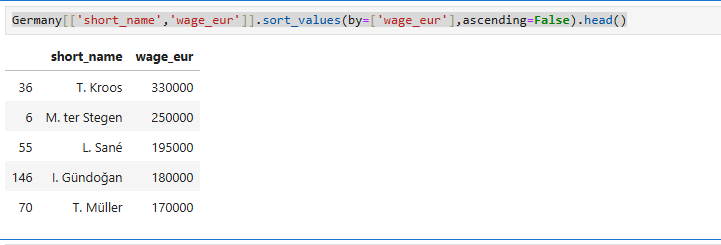 Germany[['short_name','wage_eur']].sort_values(by=['wage_eur'],ascending=False).head()
short_name wage_eur
36 T. Kroos 330000
6 M. ter Stegen 250000
55 L. Sané 195000
146 I. Gündoğan 180000
70 T. Müller 170000